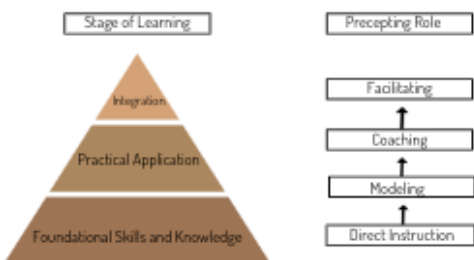 Stage of Learning
Precepting Role
Integration
Practical Application
Foundational Skills and Knowledge
Facilitating
Coaching
Modeling
Direct Instruction